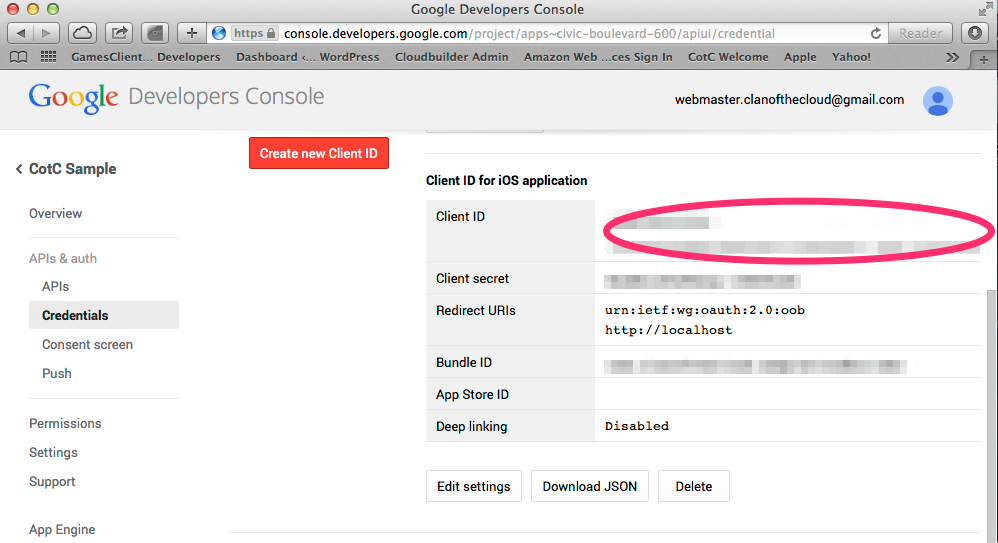 Google Developers Console
https console.developers.google.com/project/apps~civic-boulevard-600/apiui/credential Reader
GamesClient... Developers Dashboard ‹... WordPress Cloudbuilder Admin Amazon Web ...ces Sign In CotC Welcome Apple Yahoo!
Google Developers Console
webmaster.clanofthecloud@gmail.com
Create new Client ID
CotC Sample
Overview
APIs & auth
APIs
Credentials
Consent screen
Push
Permissions
Settings
Support
App Engine
Client ID for iOS application
Client ID
Client secret
Redirect URIs urn:ietf:wg:oauth:2.0:oob
http://localhost
Bundle ID
App Store ID
Deep linking Disabled
Edit settings Download JSON Delete